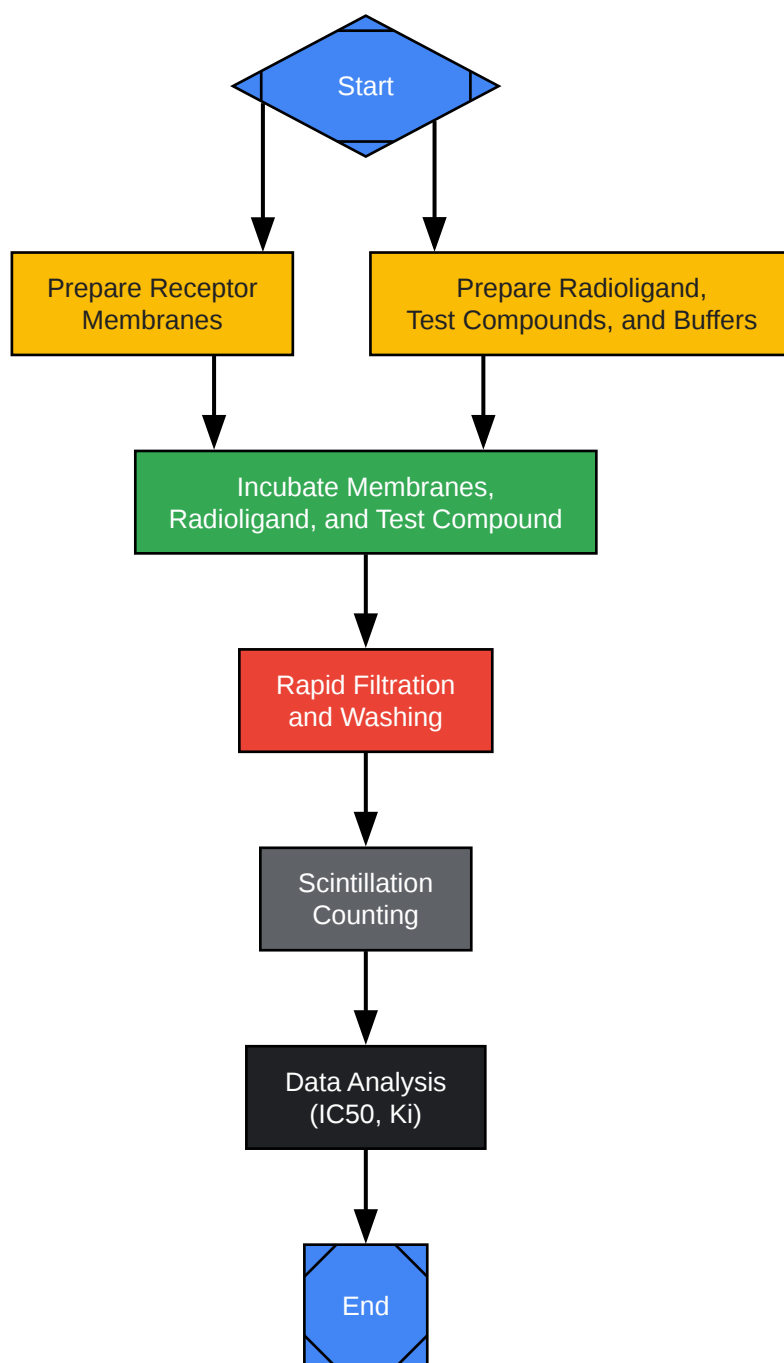 Start
Prepare Receptor
Membranes
Prepare Radioligand,
Test Compounds, and Buffers
Incubate Membranes,
Radioligand, and Test Compound
Rapid Filtration
and Washing
Scintillation
Counting
Data Analysis
(IC50, Ki)
End